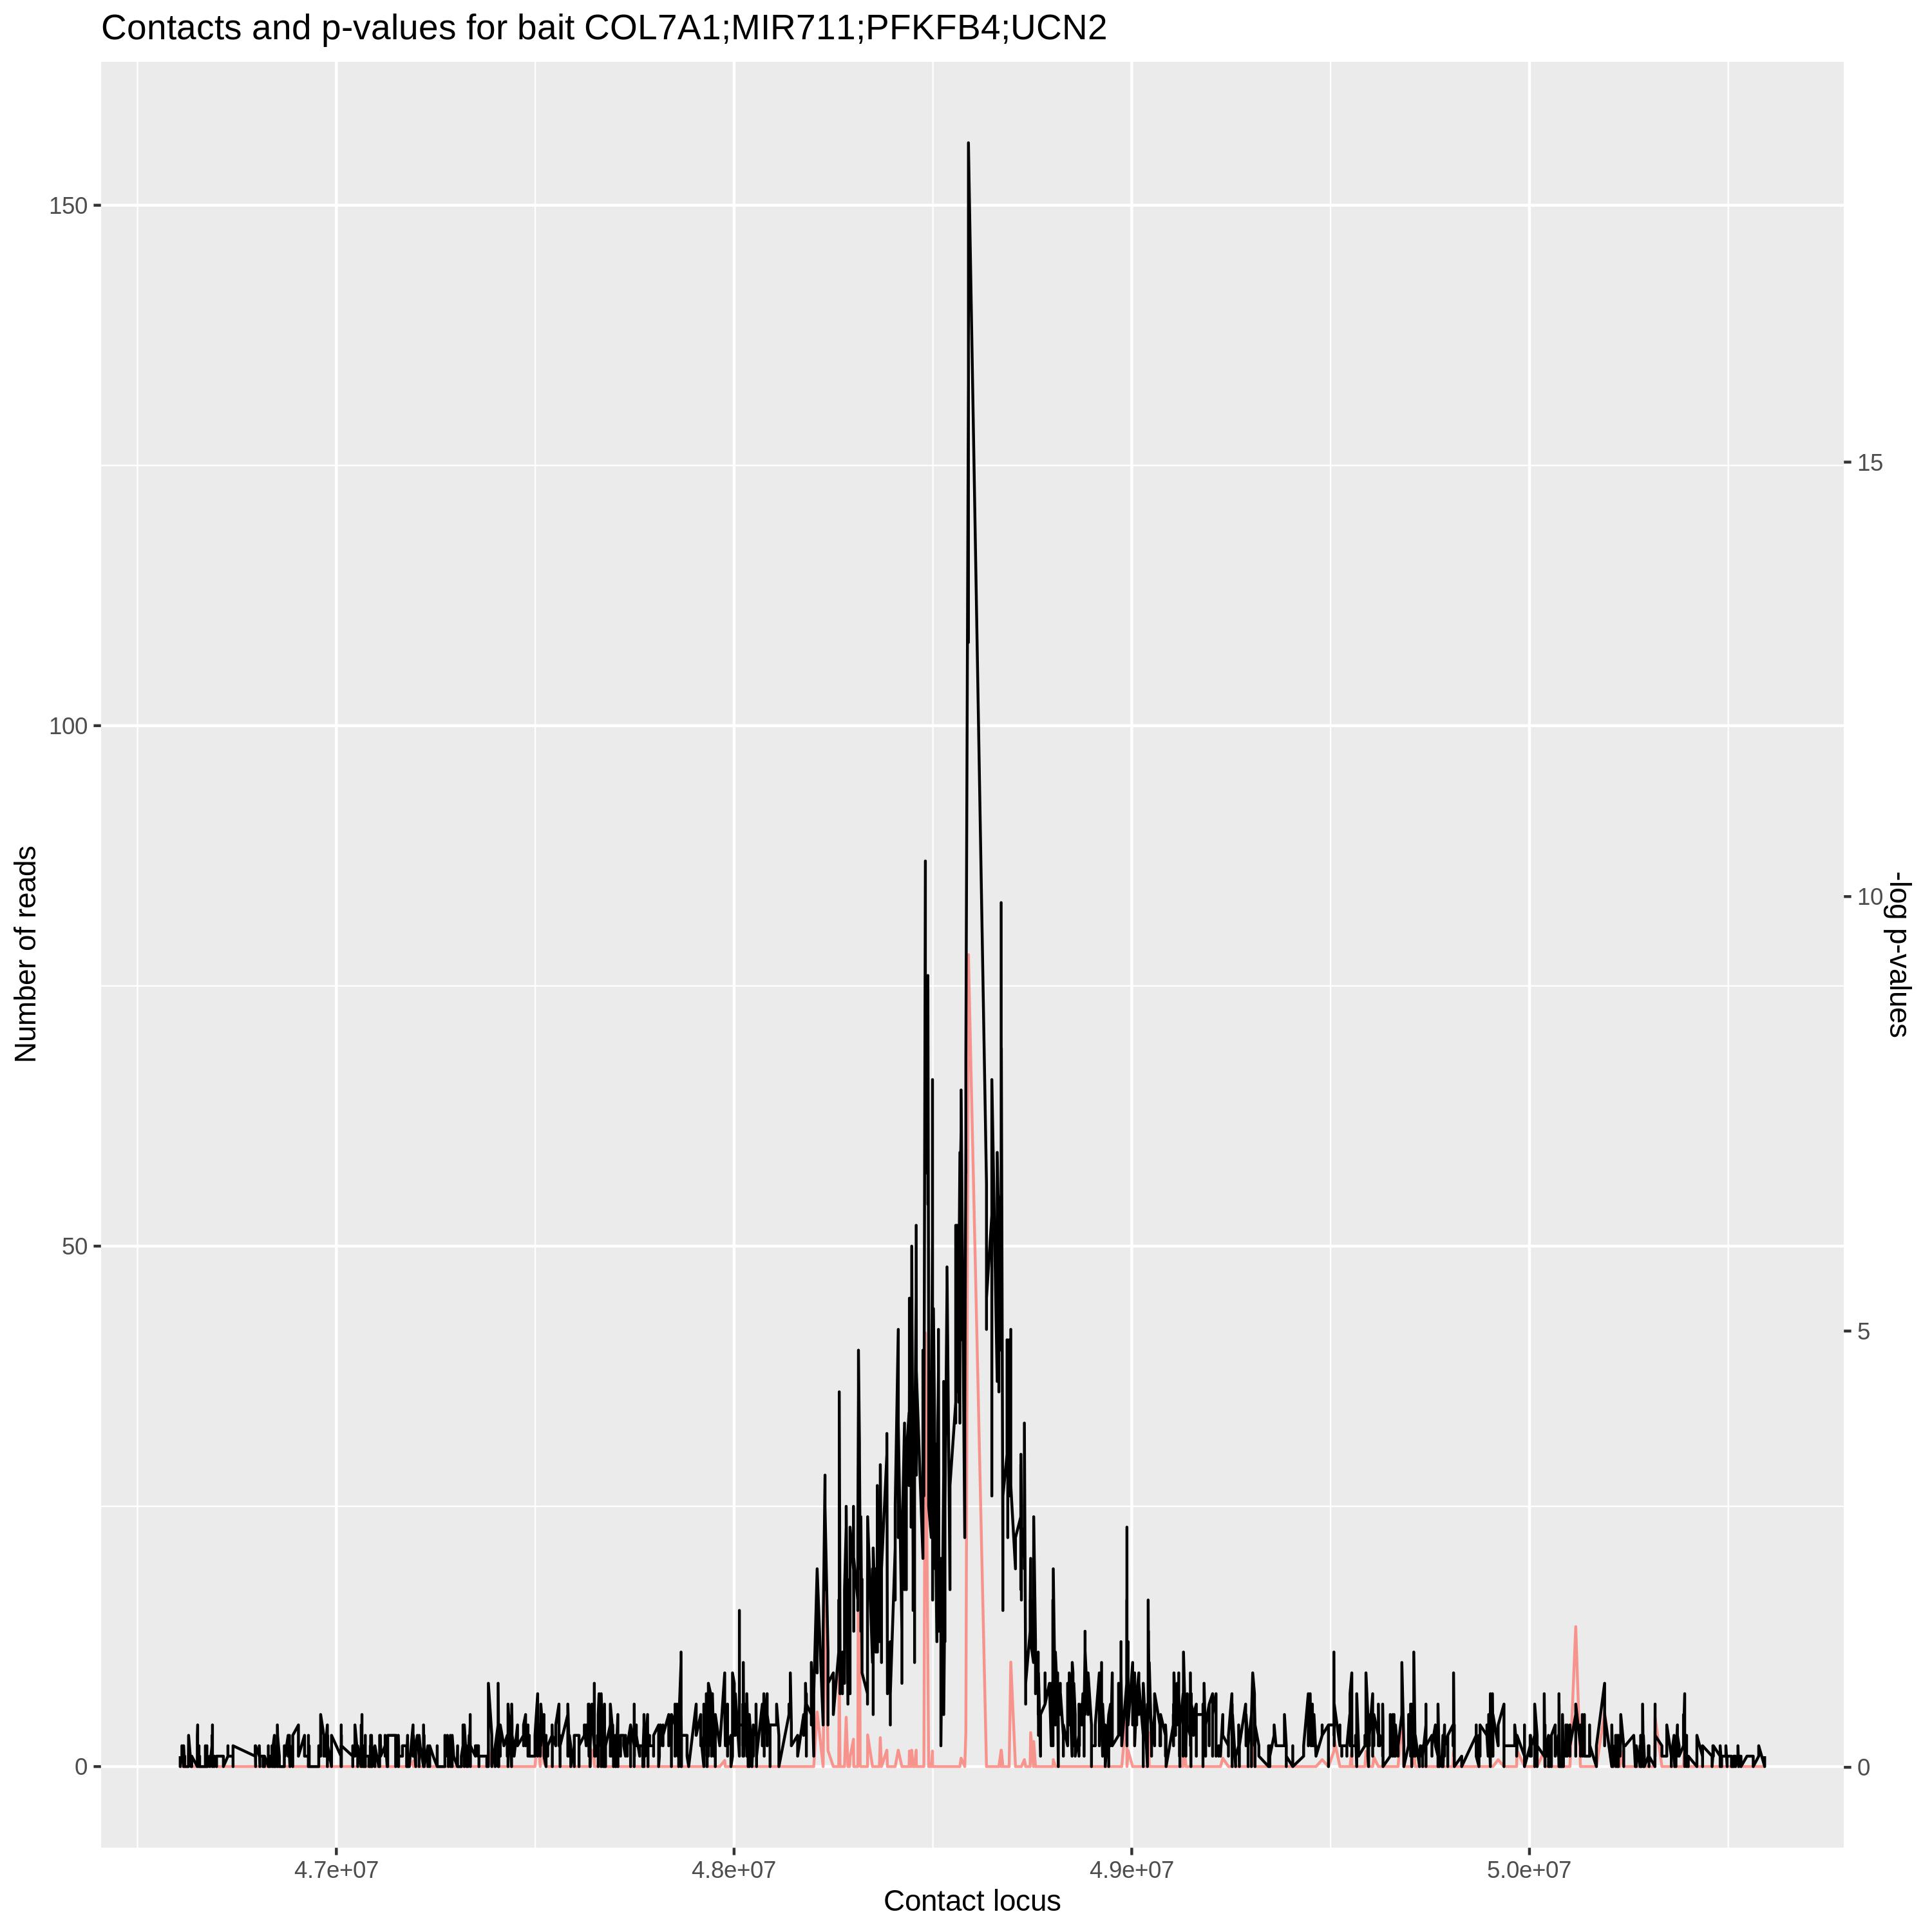 Contacts and p-values for bait COL7A1;MIR711;PFKFB4;UCN2
150
100
50
0
Number of reads
15
10
5
0
-log p-values
4.7e+07
4.8e+07
4.9e+07
5.0e+07
Contact locus